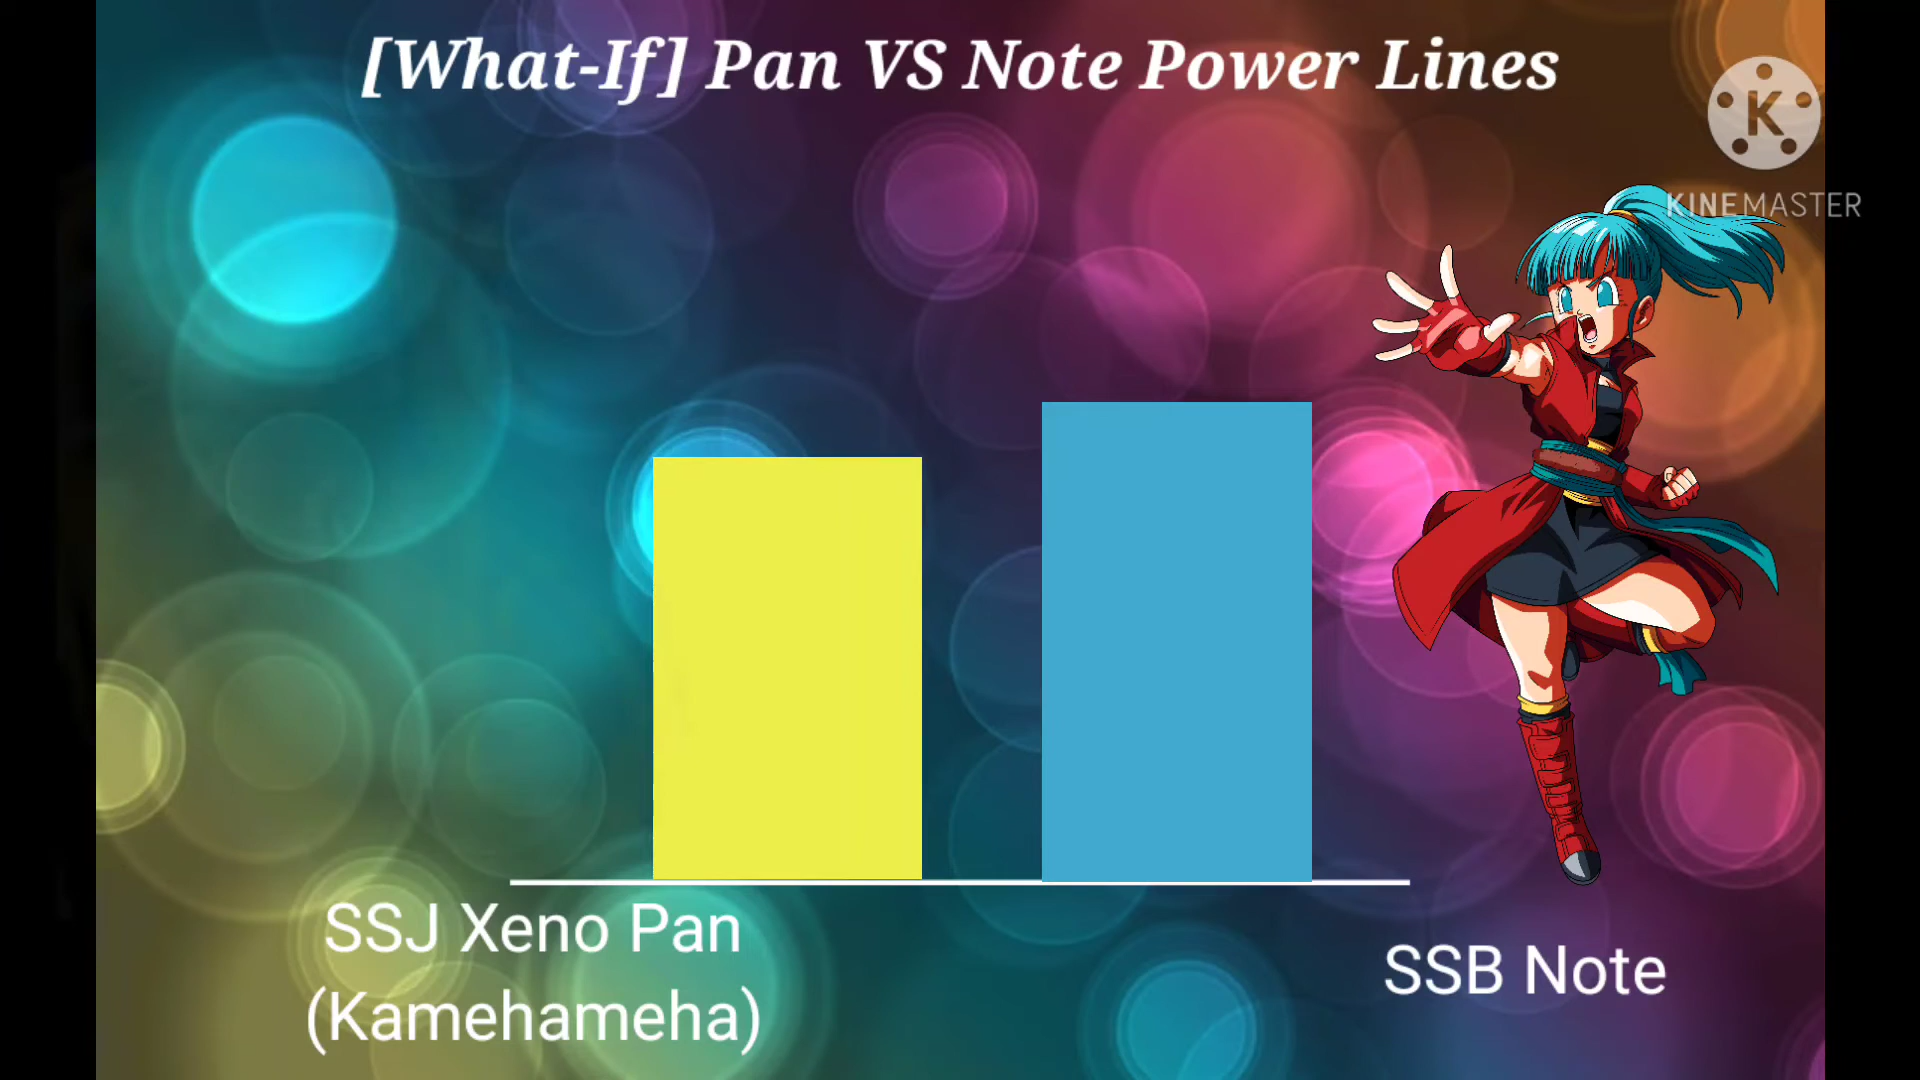 [What-If] Pan VS Note Power Lines
K
KINEMASTER
SSJ Xeno Pan
(Kamehameha)
SSB Note